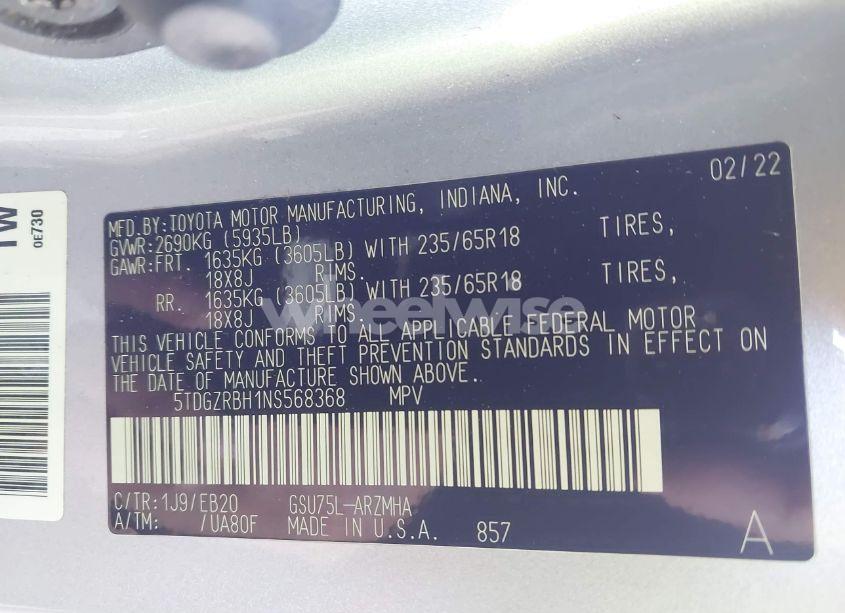 TW
0E730
02/22
MFD.BY:TOYOTA MOTOR MANUFACTURING, INDIANA, INC.
GVWR:2690KG (5935LB)
GAWR:FRT. 1635KG (3605LB) WITH 235/65R18 TIRES,
18X8J RIMS.
RR. 1635KG (3605LB) WITH 235/65R18 TIRES,
18X8J RIMS.
wheelwise
THIS VEHICLE CONFORMS TO ALL APPLICABLE FEDERAL MOTOR
VEHICLE SAFETY AND THEFT PREVENTION STANDARDS IN EFFECT ON
THE DATE OF MANUFACTURE SHOWN ABOVE.
5TDGZRBH1NS568368 MPV
C/TR:1J9/EB20 GSU75L-ARZMHA
A/TM: /UA80F MADE IN U.S.A. 857
A